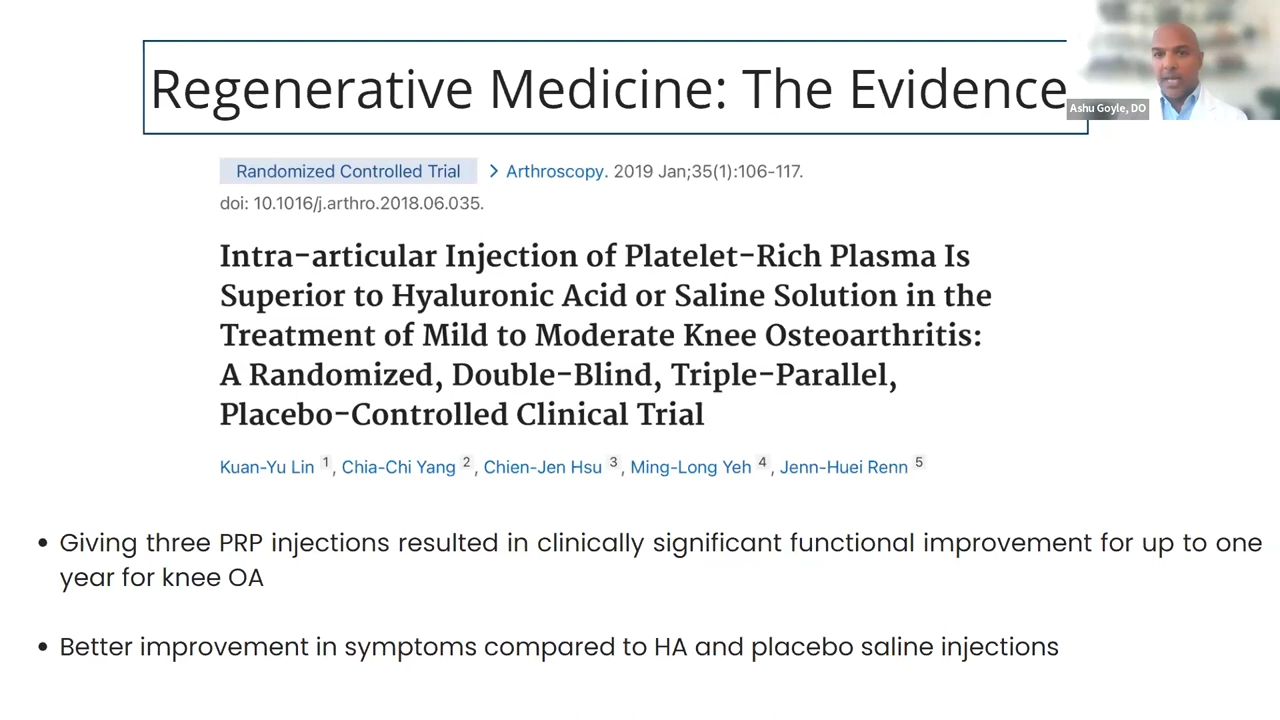 Regenerative Medicine: The Evidence
Ashu Goyle, DO
Randomized Controlled Trial > Arthroscopy. 2019 Jan;35(1):106-117.
doi: 10.1016/j.arthro.2018.06.035.
Intra-articular Injection of Platelet-Rich Plasma Is
Superior to Hyaluronic Acid or Saline Solution in the
Treatment of Mild to Moderate Knee Osteoarthritis:
A Randomized, Double-Blind, Triple-Parallel,
Placebo-Controlled Clinical Trial
Kuan-Yu Lin 1, Chia-Chi Yang 2, Chien-Jen Hsu 3, Ming-Long Yeh 4, Jenn-Huei Renn 5
• Giving three PRP injections resulted in clinically significant functional improvement for up to one
year for knee OA
• Better improvement in symptoms compared to HA and placebo saline injections